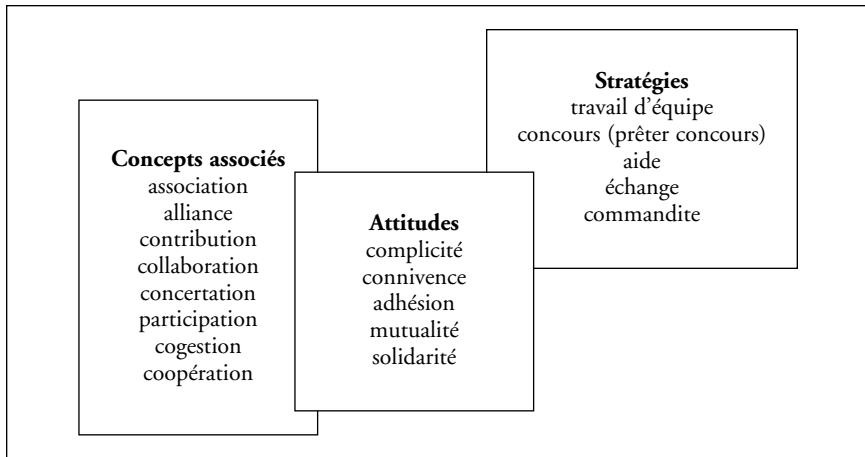 Concepts associés
association
alliance
contribution
collaboration
concertation
participation
cogestion
coopération
Attitudes
complicité
connivence
adhésion
mutualité
solidarité
Stratégies
travail d'équipe
concours (prêter concours)
aide
échange
commandite